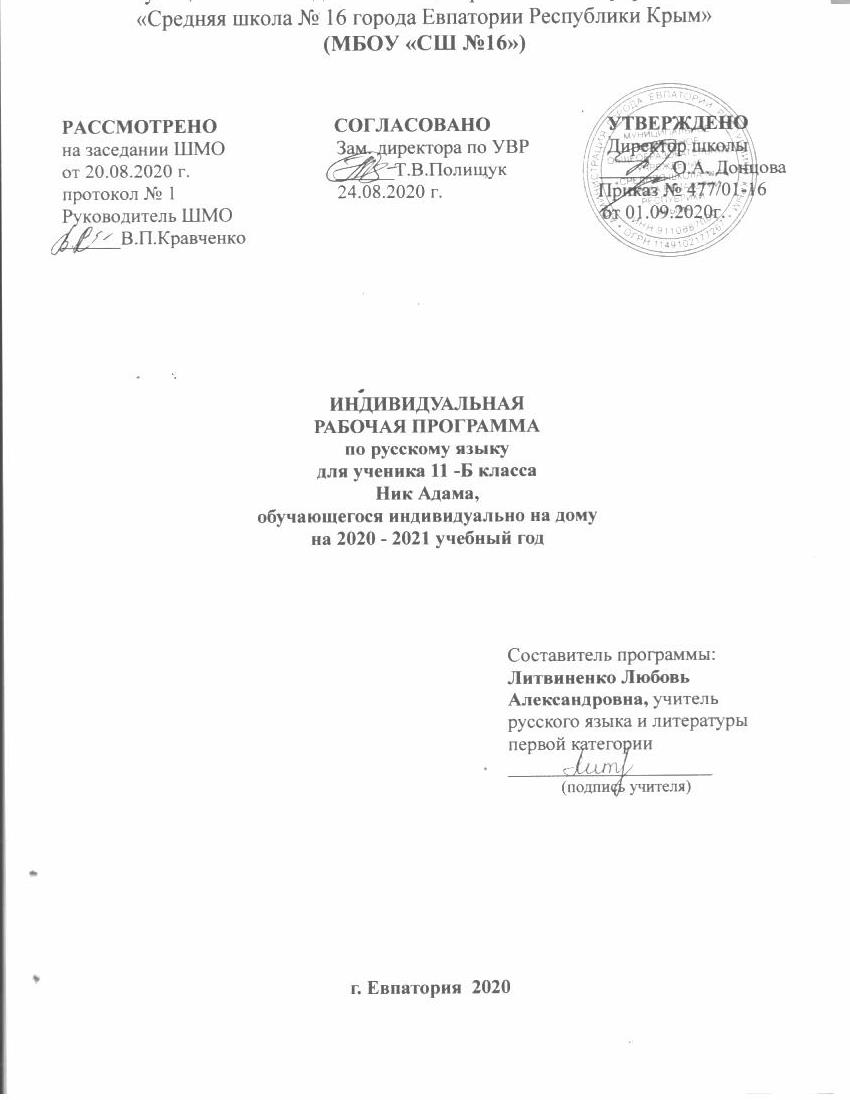 «Средняя школа № 16 города Евпатории Республики Крым»
(МБОУ «СШ №16»)
РАССМОТРЕНО
на заседании ШМО
от 20.08.2020 г.
протокол № 1
Руководитель ШМО
В.П.Кравченко
СОГЛАСОВАНО
Зам. директора по УВР
Т.В.Полищук
24.08.2020 г.
УТВЕРЖДЕНО
Директор школы
О.А. Донцова
Приказ № 477/01-16
от 01.09.2020г.
ИНДИВИДУАЛЬНАЯ
РАБОЧАЯ ПРОГРАММА
по русскому языку
для ученика 11 -Б класса
Ник Адама,
обучающегося индивидуально на дому
на 2020 - 2021 учебный год
Составитель программы:
Литвиненко Любовь
Александровна, учитель
русского языка и литературы
первой категории
(подпись учителя)
г. Евпатория 2020